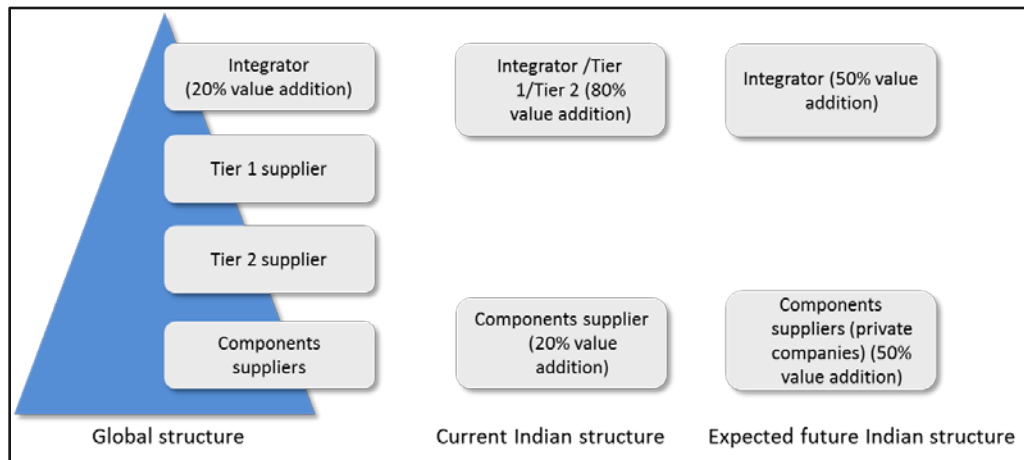 Integrator
(20% value addition)
Tier 1 supplier
Tier 2 supplier
Components
suppliers
Global structure
Integrator /Tier
1/Tier 2 (80%
value addition)
Components supplier
(20% value
addition)
Current Indian structure
Integrator (50% value
addition)
Components
suppliers (private
companies) (50%
value addition)
Expected future Indian structure